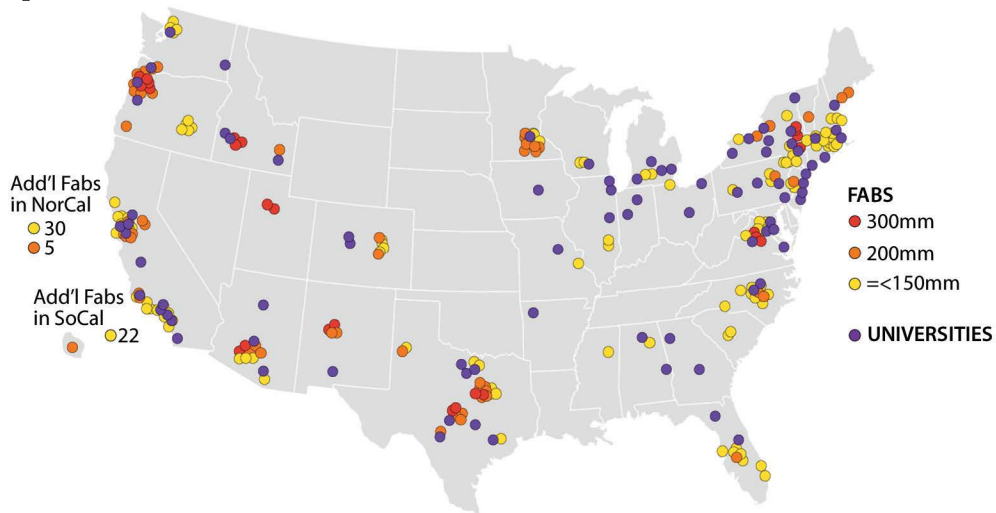 Add'l Fabs
in NorCal
30
5
Add'l Fabs
in SoCal
22
FABS
300mm
200mm
=<150mm
UNIVERSITIES